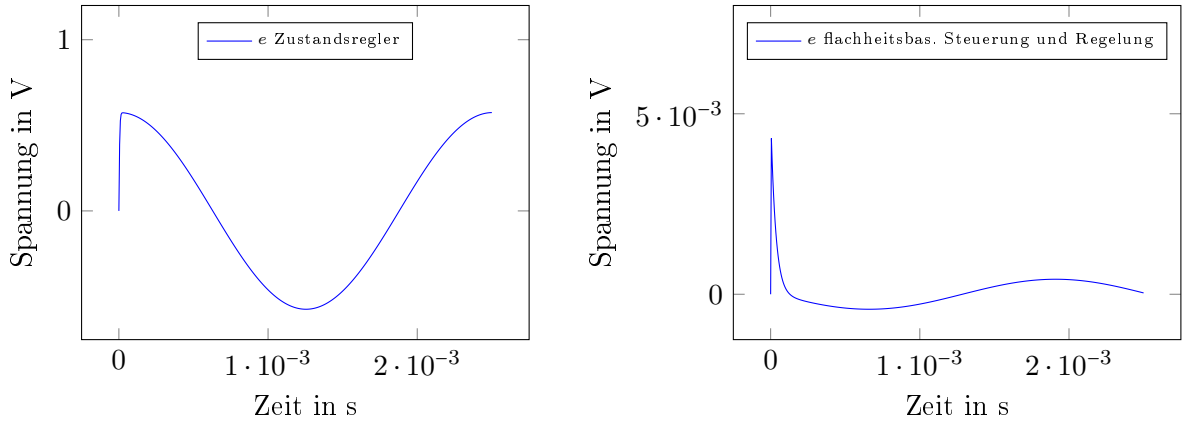 e Zustandsregler
1
0
Spannung in V
0
1 · 10⁻³
2 · 10⁻³
Zeit in s
e flachheitsbas. Steuerung und Regelung
5 · 10⁻³
0
Spannung in V
0
1 · 10⁻³
2 · 10⁻³
Zeit in s